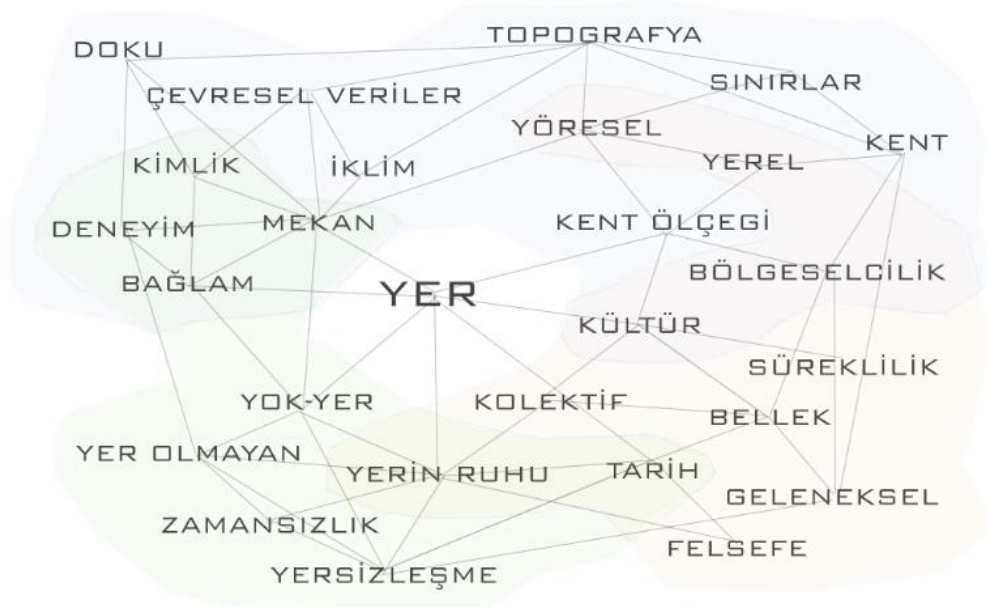 TOPOGRAFYA
DOKU
SINIRLAR
ÇEVRESEL VERİLER
YÖRESEL
KENT
KİMLİK
İKLİM
YEREL
DENEYİM
MEKAN
KENT ÖLÇEGİ
BAĞLAM
BÖLGESELCİLİK
YER
KÜLTÜR
SÜREKLİLİK
YOK-YER
KOLEKTİF
BELLEK
YER OLMAYAN
YERİN RUHU
TARİH
GELENEKSEL
ZAMANSIZLIK
FELSEFE
YERSİZLEŞME